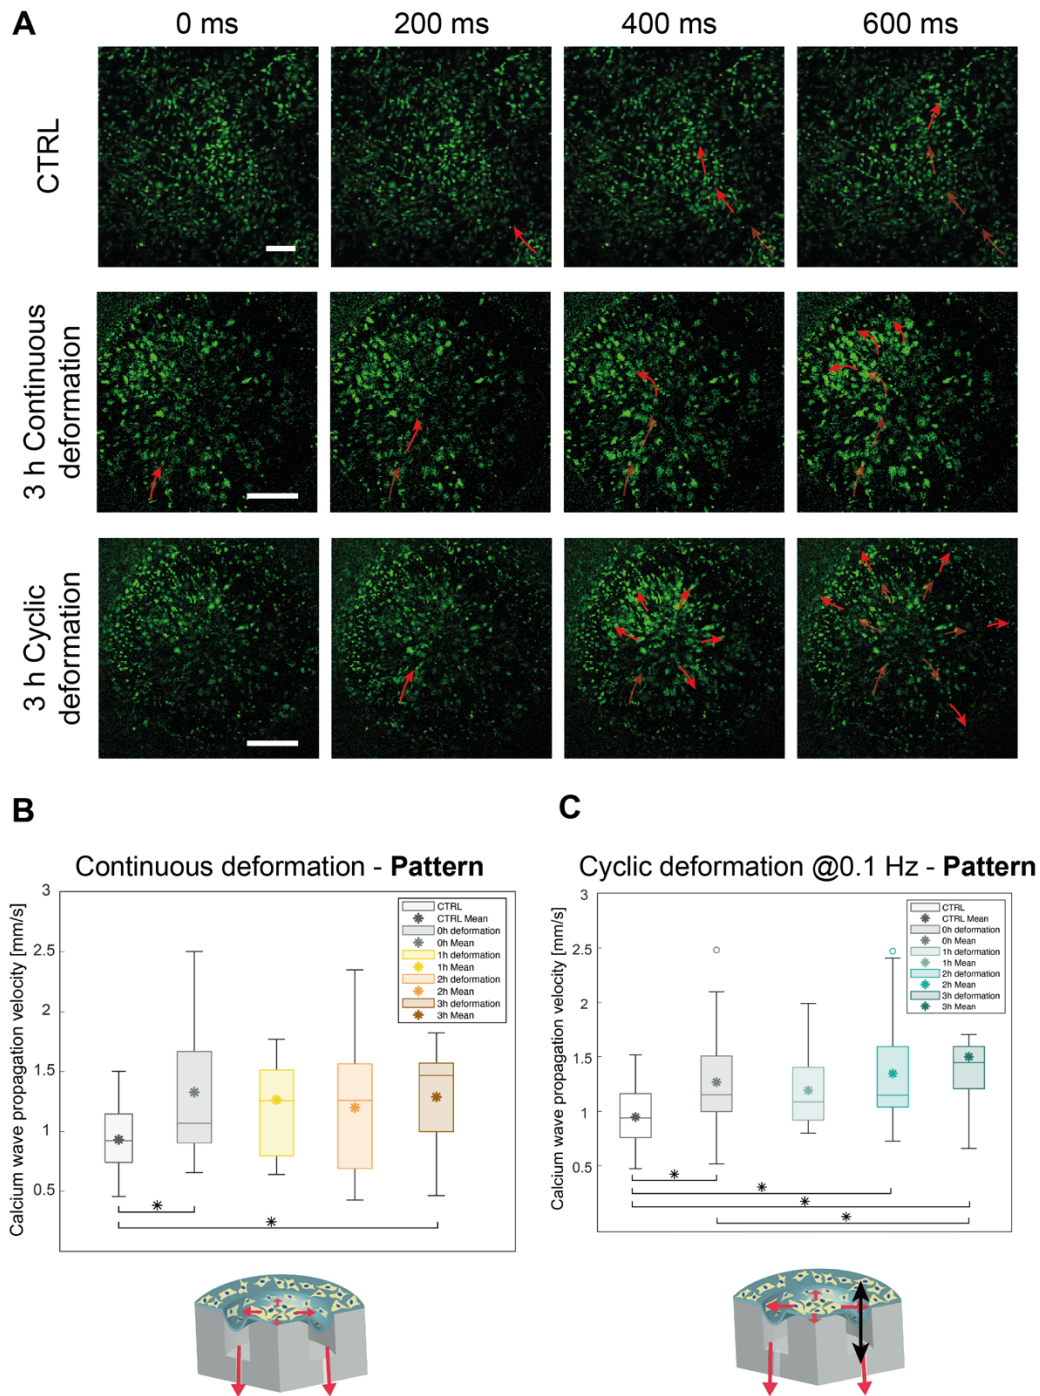 A
0 ms 200 ms 400 ms 600 ms
CTRL
3 h Continuous
deformation
3 h Cyclic
deformation
B
Continuous deformation - Pattern
Calcium wave propagation velocity [mm/s]
3
2.5
2
1.5
1
0.5
CTRL
CTRL Mean
0h deformation
0h Mean
1h deformation
1h Mean
2h deformation
2h Mean
3h deformation
3h Mean
*
*
C
Cyclic deformation @0.1 Hz - Pattern
Calcium wave propagation velocity [mm/s]
3
2.5
2
1.5
1
0.5
CTRL
CTRL Mean
0h deformation
0h Mean
1h deformation
1h Mean
2h deformation
2h Mean
3h deformation
3h Mean
*
*
*
*